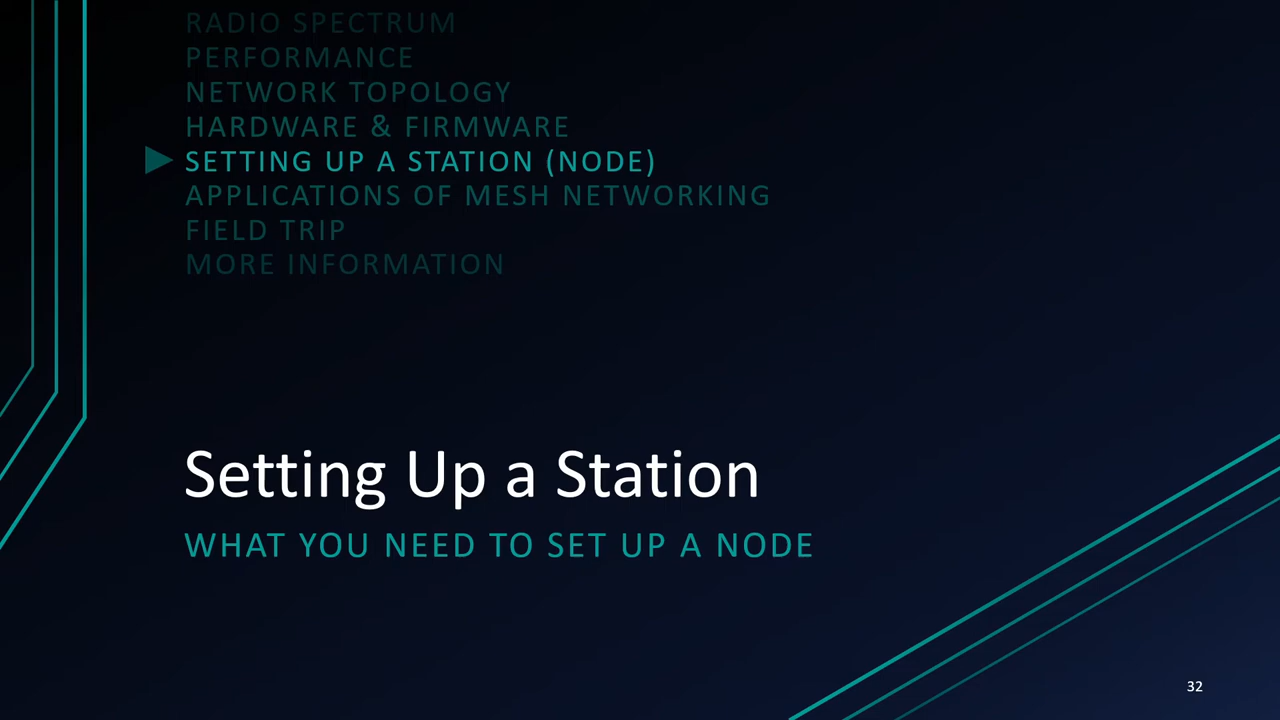 RADIO SPECTRUM
PERFORMANCE
NETWORK TOPOLOGY
HARDWARE & FIRMWARE
SETTING UP A STATION (NODE)
APPLICATIONS OF MESH NETWORKING
FIELD TRIP
MORE INFORMATION
Setting Up a Station
WHAT YOU NEED TO SET UP A NODE
32